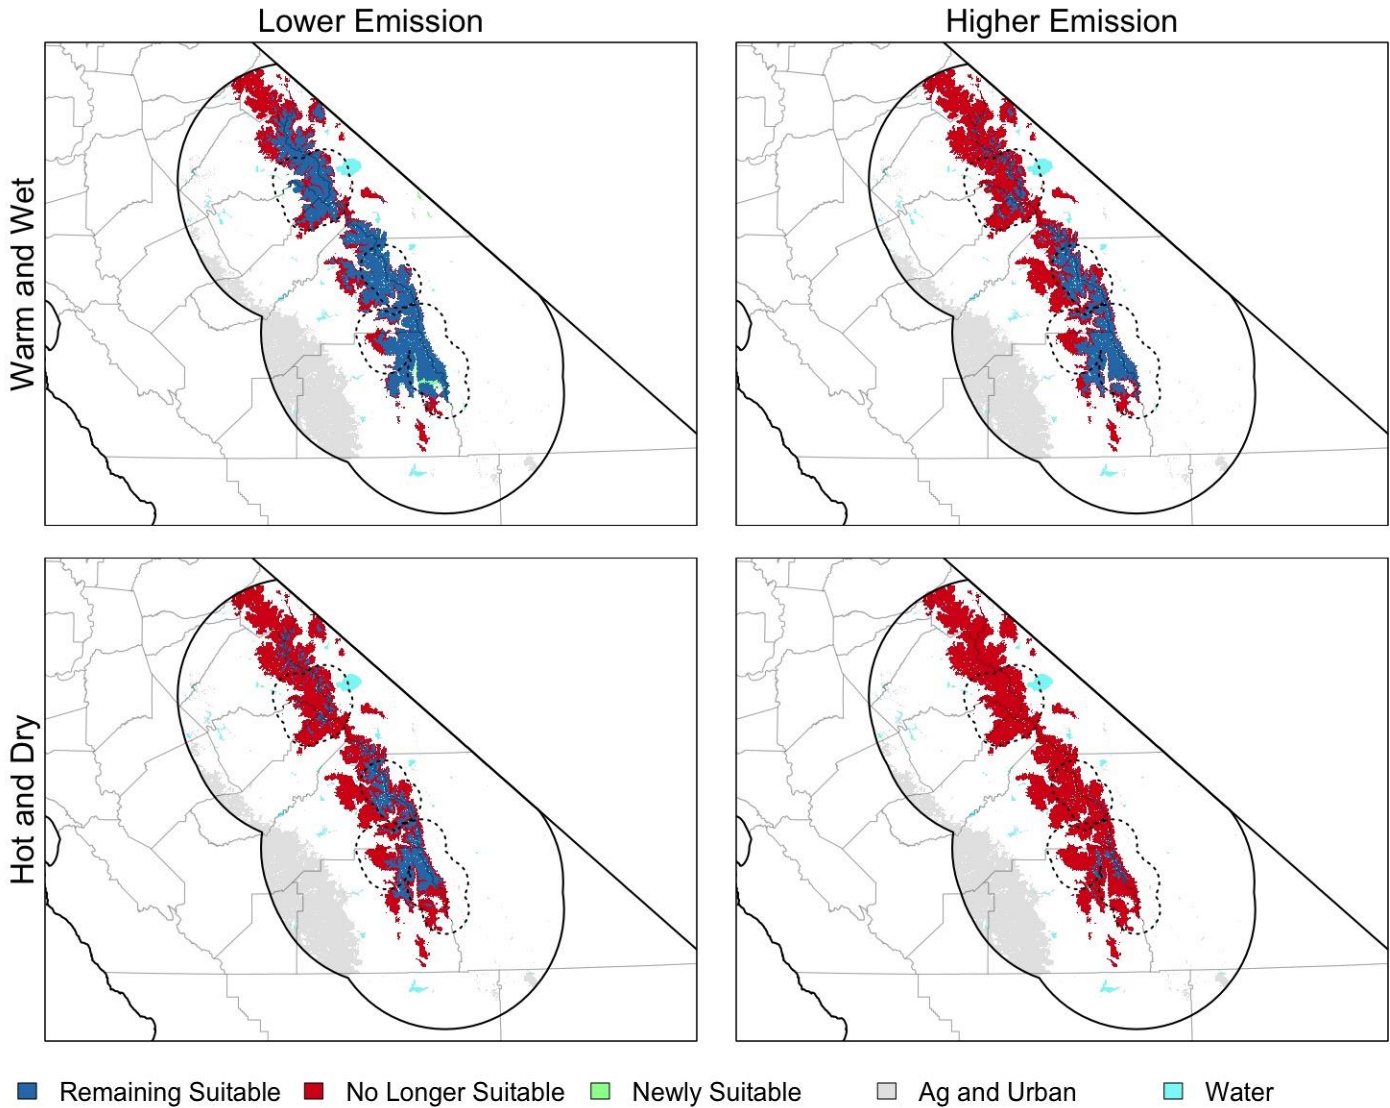 Lower Emission
Higher Emission
Warm and Wet
Hot and Dry
Remaining Suitable
No Longer Suitable
Newly Suitable
Ag and Urban
Water